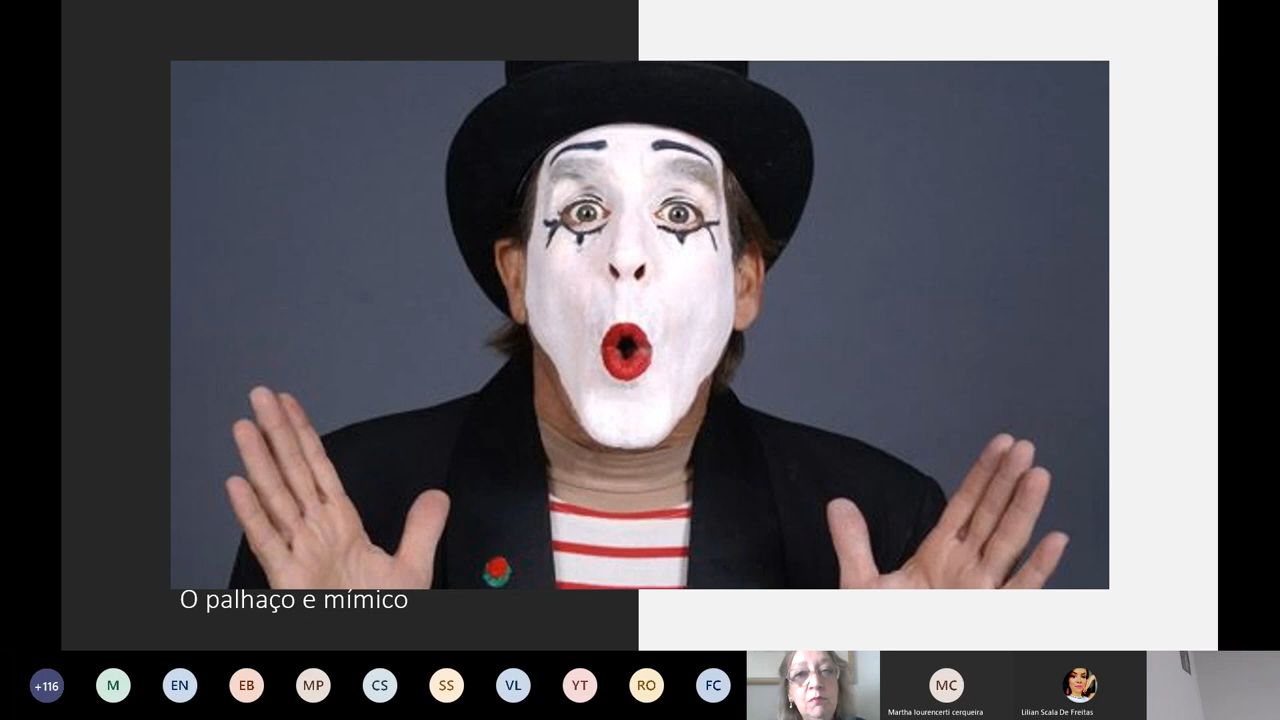 O palhaço e mímico
+116
M
EN
EB
MP
CS
SS
VL
YT
RO
FC
MC
Martha lourencerti cerqueira
Lilian Scala De Freitas